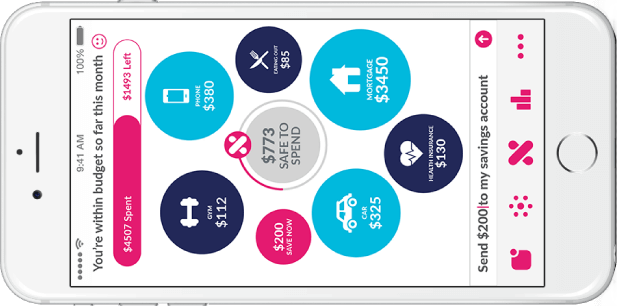 9:41 AM
100%
You're within budget so far this month
$4507 Spent
$1493 Left
PHONE
$380
EATING OUT
$85
GYM
$112
$773
SAFE TO
SPEND
MORTGAGE
$3450
$200
SAVE NOW
HEALTH INSURANCE
$130
CAR
$325
Send $200 to my savings account